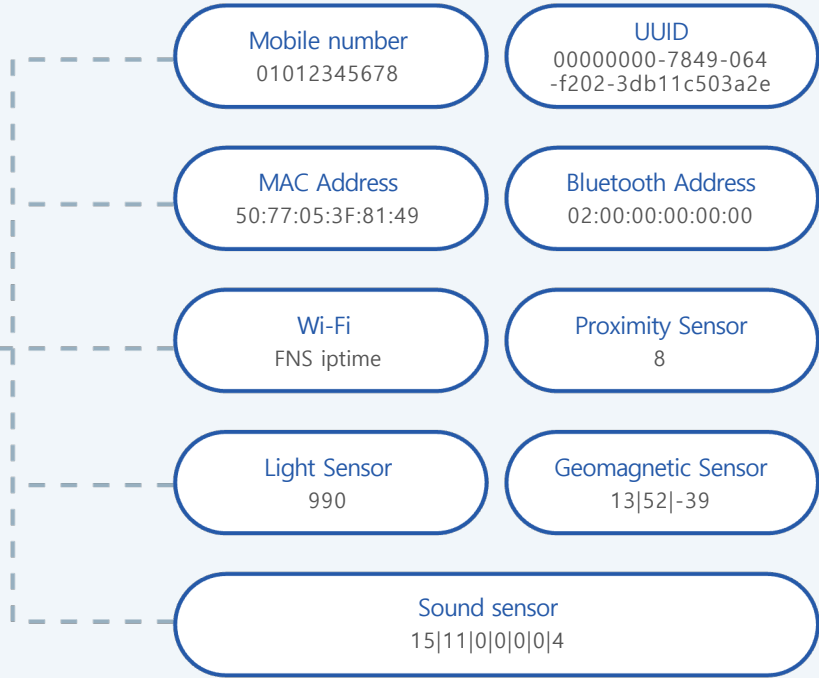 Mobile number
01012345678
UUID
00000000-7849-064
-f202-3db11c503a2e
MAC Address
50:77:05:3F:81:49
Bluetooth Address
02:00:00:00:00:00
Wi-Fi
FNS iptime
Proximity Sensor
8
Light Sensor
990
Geomagnetic Sensor
13|52|-39
Sound sensor
15|11|0|0|0|0|4